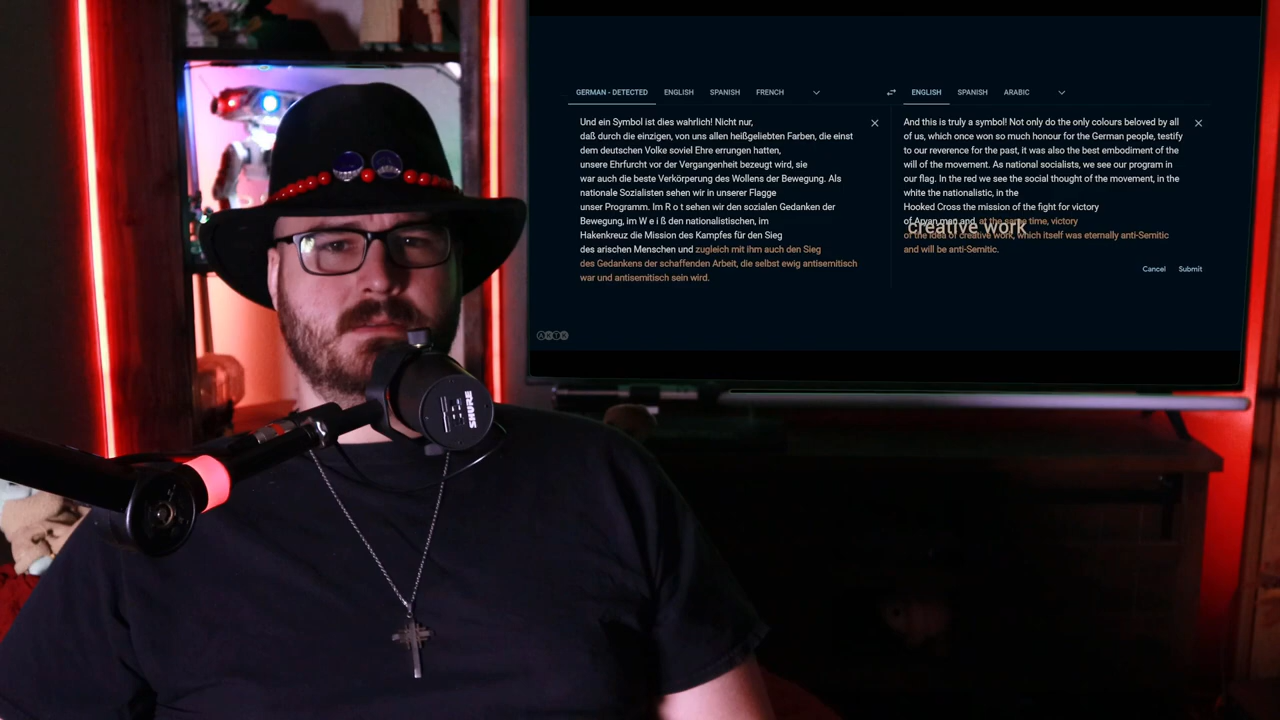 GERMAN - DETECTED ENGLISH SPANISH FRENCH
Und ein Symbol ist dies wahrlich! Nicht nur,
daß durch die einzigen, von uns allen heißgeliebten Farben, die einst
dem deutschen Volke soviel Ehre errungen hatten,
unsere Ehrfurcht vor der Vergangenheit bezeugt wird, sie
war auch die beste Verkörperung des Wollens der Bewegung. Als
nationale Sozialisten sehen wir in unserer Flagge
unser Programm. Im R o t sehen wir den sozialen Gedanken der
Bewegung, im W e i ß den nationalistischen, im
Hakenkreuz die Mission des Kampfes für den Sieg
des arischen Menschen und zugleich mit ihm auch den Sieg
des Gedankens der schaffenden Arbeit, die selbst ewig antisemitisch
war und antisemitisch sein wird.
ENGLISH SPANISH ARABIC
And this is truly a symbol! Not only do the only colours beloved by all
of us, which once won so much honour for the German people, testify
to our reverence for the past, it was also the best embodiment of the
will of the movement. As national socialists, we see our program in
our flag. In the red we see the social thought of the movement, in the
white the nationalistic, in the
Hooked Cross the mission of the fight for victory
of Aryan man and, at the same time, victory
of the idea of creative work, which itself was eternally anti-Semitic
and will be anti-Semitic.
creative work
Cancel Submit
AKTK
SHURE